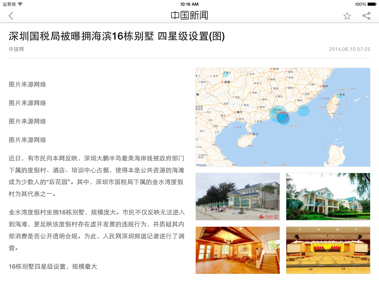 运营商
10:16 AM
100%
中国新闻
深圳国税局被曝拥海滨16栋别墅 四星级设置(图)
中国网
2014.08.10 07:25
图片来源网络
图片来源网络
图片来源网络
图片来源网络
近日，有市民向本网反映，深圳大鹏半岛最美海岸线被政府部
门下属的度假村、酒店，培训中心占据，使得本是公共资源的海滩
成为少数人的“后花园”。其中，深圳市国税局下属的金水湾度假
村为其代表之一。
金水湾度假村坐拥16栋别墅，规模庞大。市民不仅反映无法进入
到海滩、更反映该度假村存在虚开发票的违规行为，并质疑其内
部消费是否公开透明合规。为此，人民网深圳频道记者进行了调
查。
16栋别墅四星级设置，规模最大